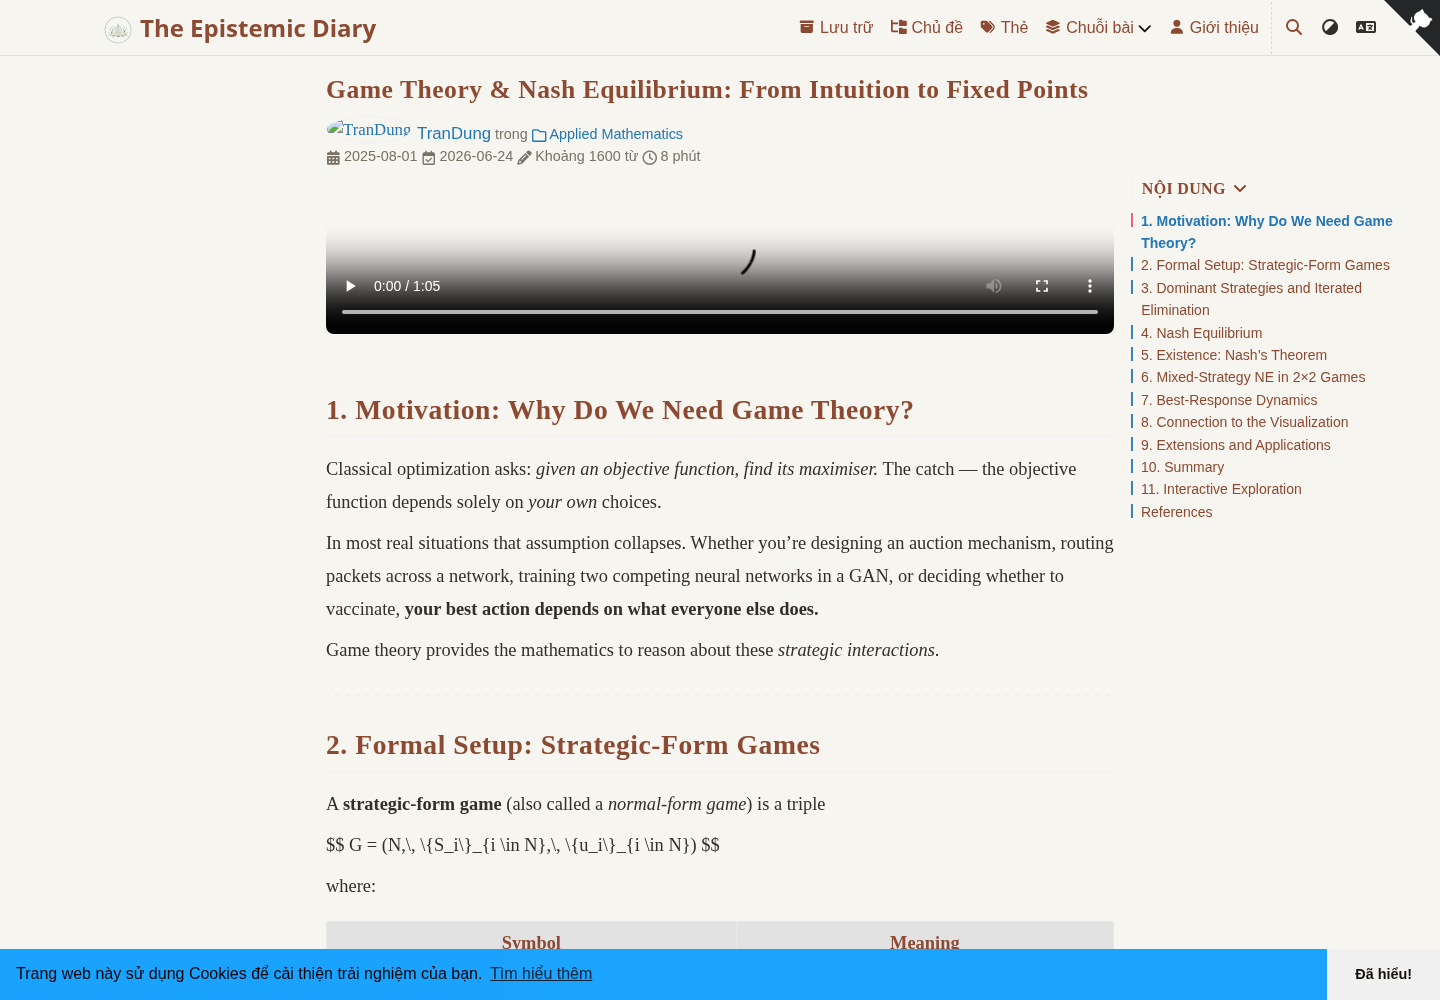 The Epistemic Diary
Lưu trữ Chủ đề Thẻ Chuỗi bài Giới thiệu
Game Theory & Nash Equilibrium: From Intuition to Fixed Points
TranDung TranDung trong Applied Mathematics
2025-08-01 2026-06-24 Khoảng 1600 từ 8 phút
0:00 / 1:05
NỘI DUNG
1. Motivation: Why Do We Need Game
Theory?
2. Formal Setup: Strategic-Form Games
3. Dominant Strategies and Iterated
Elimination
4. Nash Equilibrium
5. Existence: Nash’s Theorem
6. Mixed-Strategy NE in 2×2 Games
7. Best-Response Dynamics
8. Connection to the Visualization
9. Extensions and Applications
10. Summary
11. Interactive Exploration
References
1. Motivation: Why Do We Need Game Theory?
Classical optimization asks: given an objective function, find its maximiser. The catch — the objective
function depends solely on your own choices.
In most real situations that assumption collapses. Whether you’re designing an auction mechanism, routing
packets across a network, training two competing neural networks in a GAN, or deciding whether to
vaccinate, your best action depends on what everyone else does.
Game theory provides the mathematics to reason about these strategic interactions.
2. Formal Setup: Strategic-Form Games
A strategic-form game (also called a normal-form game) is a triple
$$ G = (N,\, \{S_i\}_{i \in N},\, \{u_i\}_{i \in N}) $$
where:
Symbol Meaning
Trang web này sử dụng Cookies để cải thiện trải nghiệm của bạn. Tìm hiểu thêm
Đã hiểu!